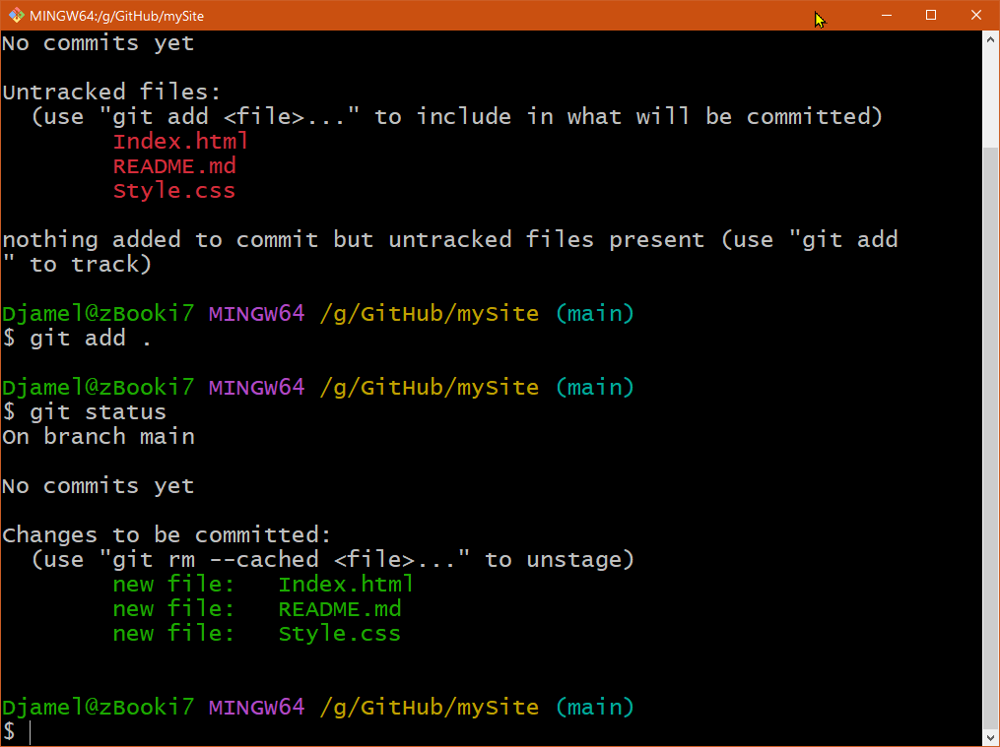 MINGW64:/g/GitHub/mySite
No commits yet
Untracked files:
  (use "git add <file>..." to include in what will be committed)
        Index.html
        README.md
        Style.css
nothing added to commit but untracked files present (use "git add
" to track)
Djamel@zBooki7 MINGW64 /g/GitHub/mySite (main)
$ git add .
Djamel@zBooki7 MINGW64 /g/GitHub/mySite (main)
$ git status
On branch main
No commits yet
Changes to be committed:
  (use "git rm --cached <file>..." to unstage)
        new file:   Index.html
        new file:   README.md
        new file:   Style.css
Djamel@zBooki7 MINGW64 /g/GitHub/mySite (main)
$